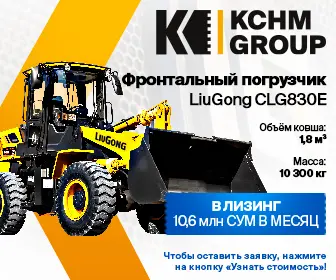 KCHM
GROUP
Фронтальный погрузчик
LiuGong CLG830E
Объём ковша:
1,8 м³
Масса:
10 300 кг
LIUGONG
В ЛИЗИНГ
10,6 млн СУМ В МЕСЯЦ
Чтобы оставить заявку, нажмите
на кнопку «Узнать стоимость»!